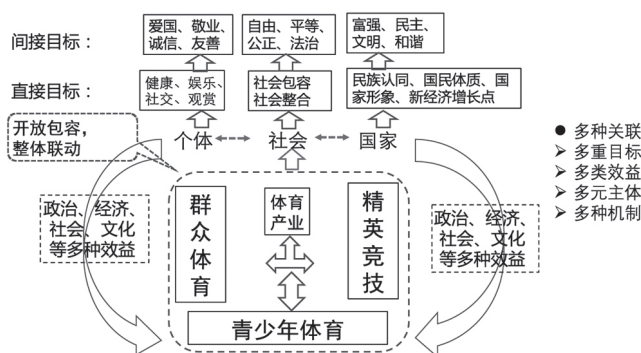 间接目标：
爱国、敬业、
诚信、友善
自由、平等、
公正、法治
富强、民主、
文明、和谐
直接目标：
健康、娱乐、
社交、观赏
社会包容
社会整合
民族认同、国民体质、国
家形象、新经济增长点
开放包容，
整体联动
个体
社会
国家
政治、经济、
社会、文化
等多种效益
群众体育
体育
产业
精英竞技
政治、经济、
社会、文化
等多种效益
青少年体育
● 多种关联
➢ 多重目标
➢ 多类效益
➢ 多元主体
➢ 多种机制